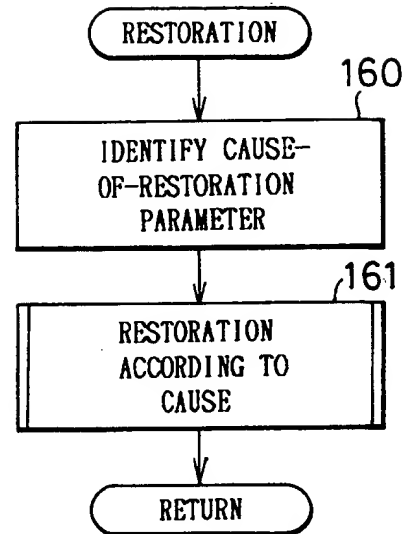 RESTORATION
160
IDENTIFY CAUSE-
OF-RESTORATION
PARAMETER
161
RESTORATION
ACCORDING TO
CAUSE
RETURN